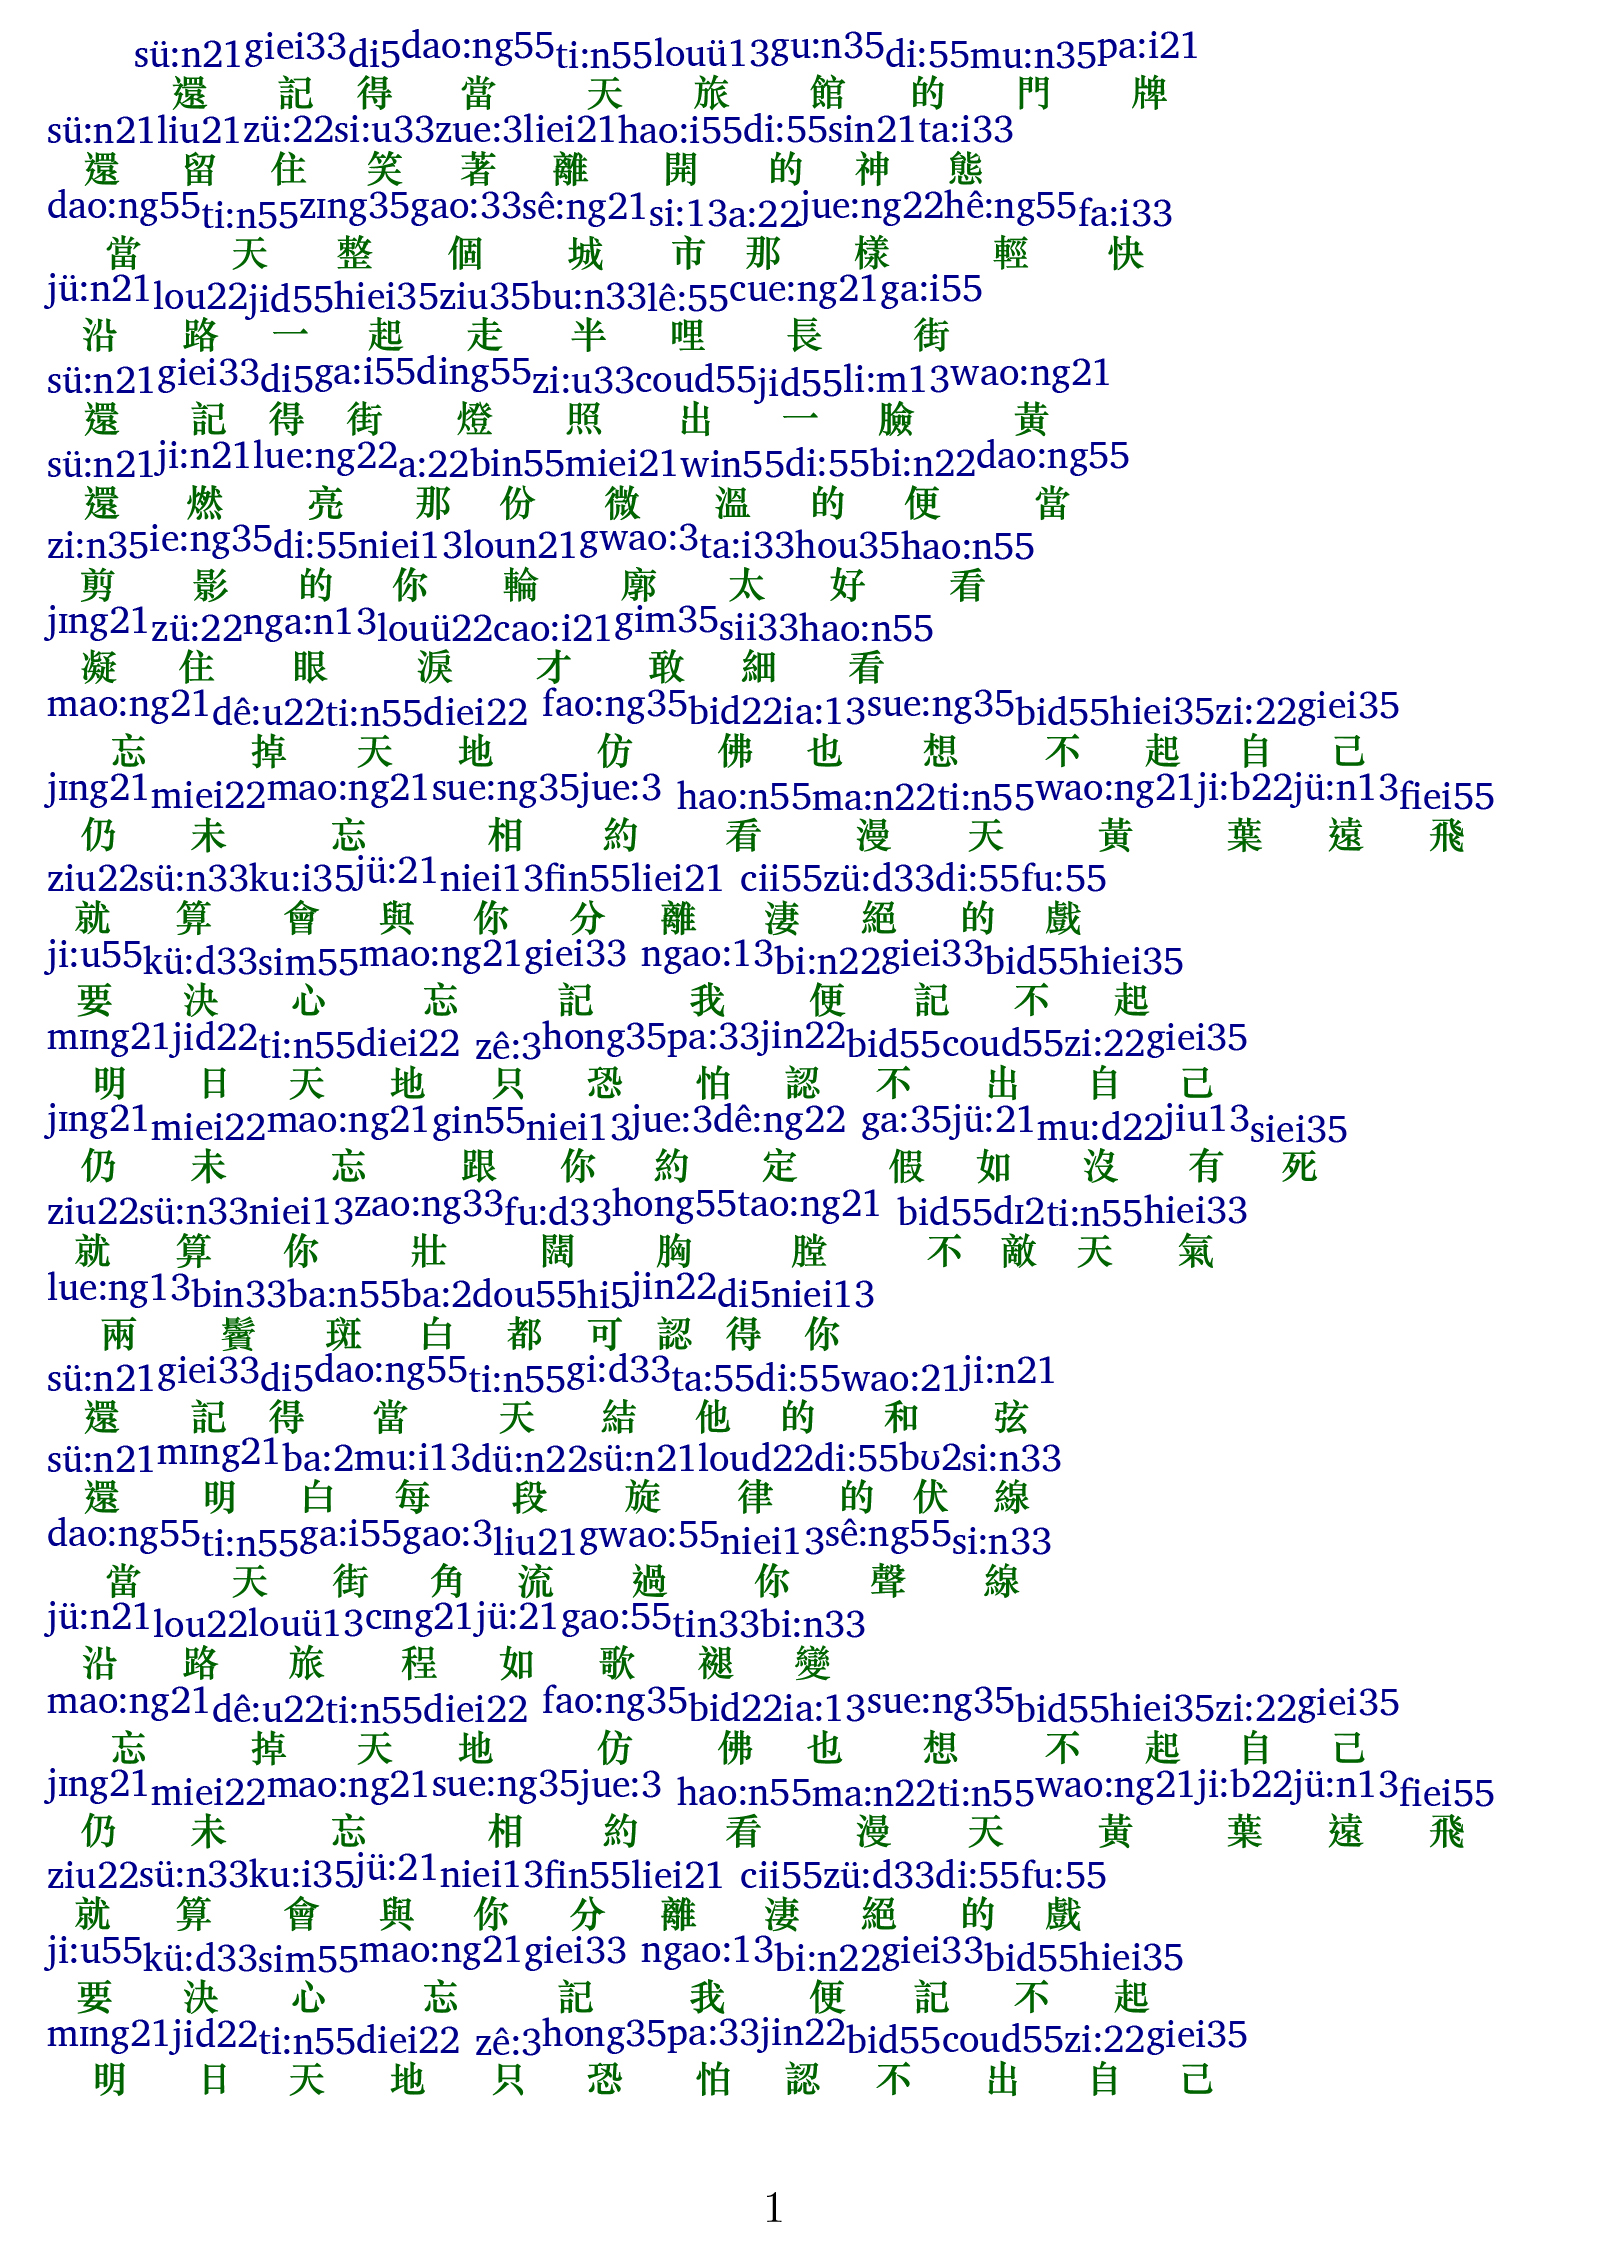 sü:n21giei33di5dao:ng55ti:n55louü13gu:n35di:55mu:n35pa:i21
還記得當天旅館的門牌
sü:n21liu21zü:22si:u33zue:3liei21hao:i55di:55sin21ta:i33
還留住笑著離開的神態
dao:ng55ti:n55zɪng35gao:33sê:ng21si:13a:22jue:ng22hê:ng55fa:i33
當天整個城市那樣輕快
jü:n21lou22jid55hiei35ziu35bu:n33lê:55cue:ng21ga:i55
沿路一起走半哩長街
sü:n21giei33di5ga:i55ding55zi:u33coud55jid55li:m13wao:ng21
還記得街燈照出一臉黃
sü:n21ji:n21lue:ng22a:22bin55miei21win55di:55bi:n22dao:ng55
還燃亮那份微溫的便當
zi:n35ie:ng35di:55niei13loun21gwao:3ta:i33hou35hao:n55
剪影的你輪廓太好看
jɪng21zü:22nga:n13louü22cao:i21gim35sii33hao:n55
凝住眼淚才敢細看
mao:ng21dê:u22ti:n55diei22 fao:ng35bid22ia:13sue:ng35bid55hiei35zi:22giei35
忘掉天地仿佛也想不起自己
jɪng21miei22mao:ng21sue:ng35jue:3 hao:n55ma:n22ti:n55wao:ng21ji:b22jü:n13fiei55
仍未忘相約看漫天黃葉遠飛
ziu22sü:n33ku:i35jü:21niei13fin55liei21 cii55zü:d33di:55fu:55
就算會與你分離淒絕的戲
ji:u55kü:d33sim55mao:ng21giei33 ngao:13bi:n22giei33bid55hiei35
要決心忘記我便記不起
mɪng21jid22ti:n55diei22 zê:3hong35pa:33jin22bid55coud55zi:22giei35
明日天地只恐怕認不出自己
jɪng21miei22mao:ng21gin55niei13jue:3dê:ng22 ga:35jü:21mu:d22jiu13siei35
仍未忘跟你約定假如沒有死
ziu22sü:n33niei13zao:ng33fu:d33hong55tao:ng21 bid55dɪ2ti:n55hiei33
就算你壯闊胸膛不敵天氣
lue:ng13bin33ba:n55ba:2dou55hi5jin22di5niei13
兩鬢斑白都可認得你
sü:n21giei33di5dao:ng55ti:n55gi:d33ta:55di:55wao:21ji:n21
還記得當天結他的和弦
sü:n21mɪng21ba:2mu:i13dü:n22sü:n21loud22di:55bʊ2si:n33
還明白每段旋律的伏線
dao:ng55ti:n55ga:i55gao:3liu21gwao:55niei13sê:ng55si:n33
當天街角流過你聲線
jü:n21lou22louü13cɪng21jü:21gao:55tin33bi:n33
沿路旅程如歌褪變
mao:ng21dê:u22ti:n55diei22 fao:ng35bid22ia:13sue:ng35bid55hiei35zi:22giei35
忘掉天地仿佛也想不起自己
jɪng21miei22mao:ng21sue:ng35jue:3 hao:n55ma:n22ti:n55wao:ng21ji:b22jü:n13fiei55
仍未忘相約看漫天黃葉遠飛
ziu22sü:n33ku:i35jü:21niei13fin55liei21 cii55zü:d33di:55fu:55
就算會與你分離淒絕的戲
ji:u55kü:d33sim55mao:ng21giei33 ngao:13bi:n22giei33bid55hiei35
要決心忘記我便記不起
mɪng21jid22ti:n55diei22 zê:3hong35pa:33jin22bid55coud55zi:22giei35
明日天地只恐怕認不出自己
1